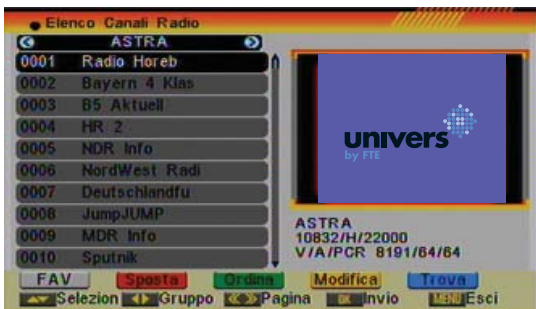 Elenco Canali Radio
ASTRA
0001 Radio Horeb
0002 Bayern 4 Klas
0003 B5 Aktuell
0004 HR 2
0005 NDR Info
0006 NordWest Radi
0007 Deutschlandfu
0008 JumpJUMP
0009 MDR Info
0010 Sputnik
univers
by FTE
ASTRA
10832/H/22000
V/A/PCR 8191/64/64
FAV Sposta Ordina Modifica Trova
Selezion Gruppo Pagina OK Invio MENU Esci